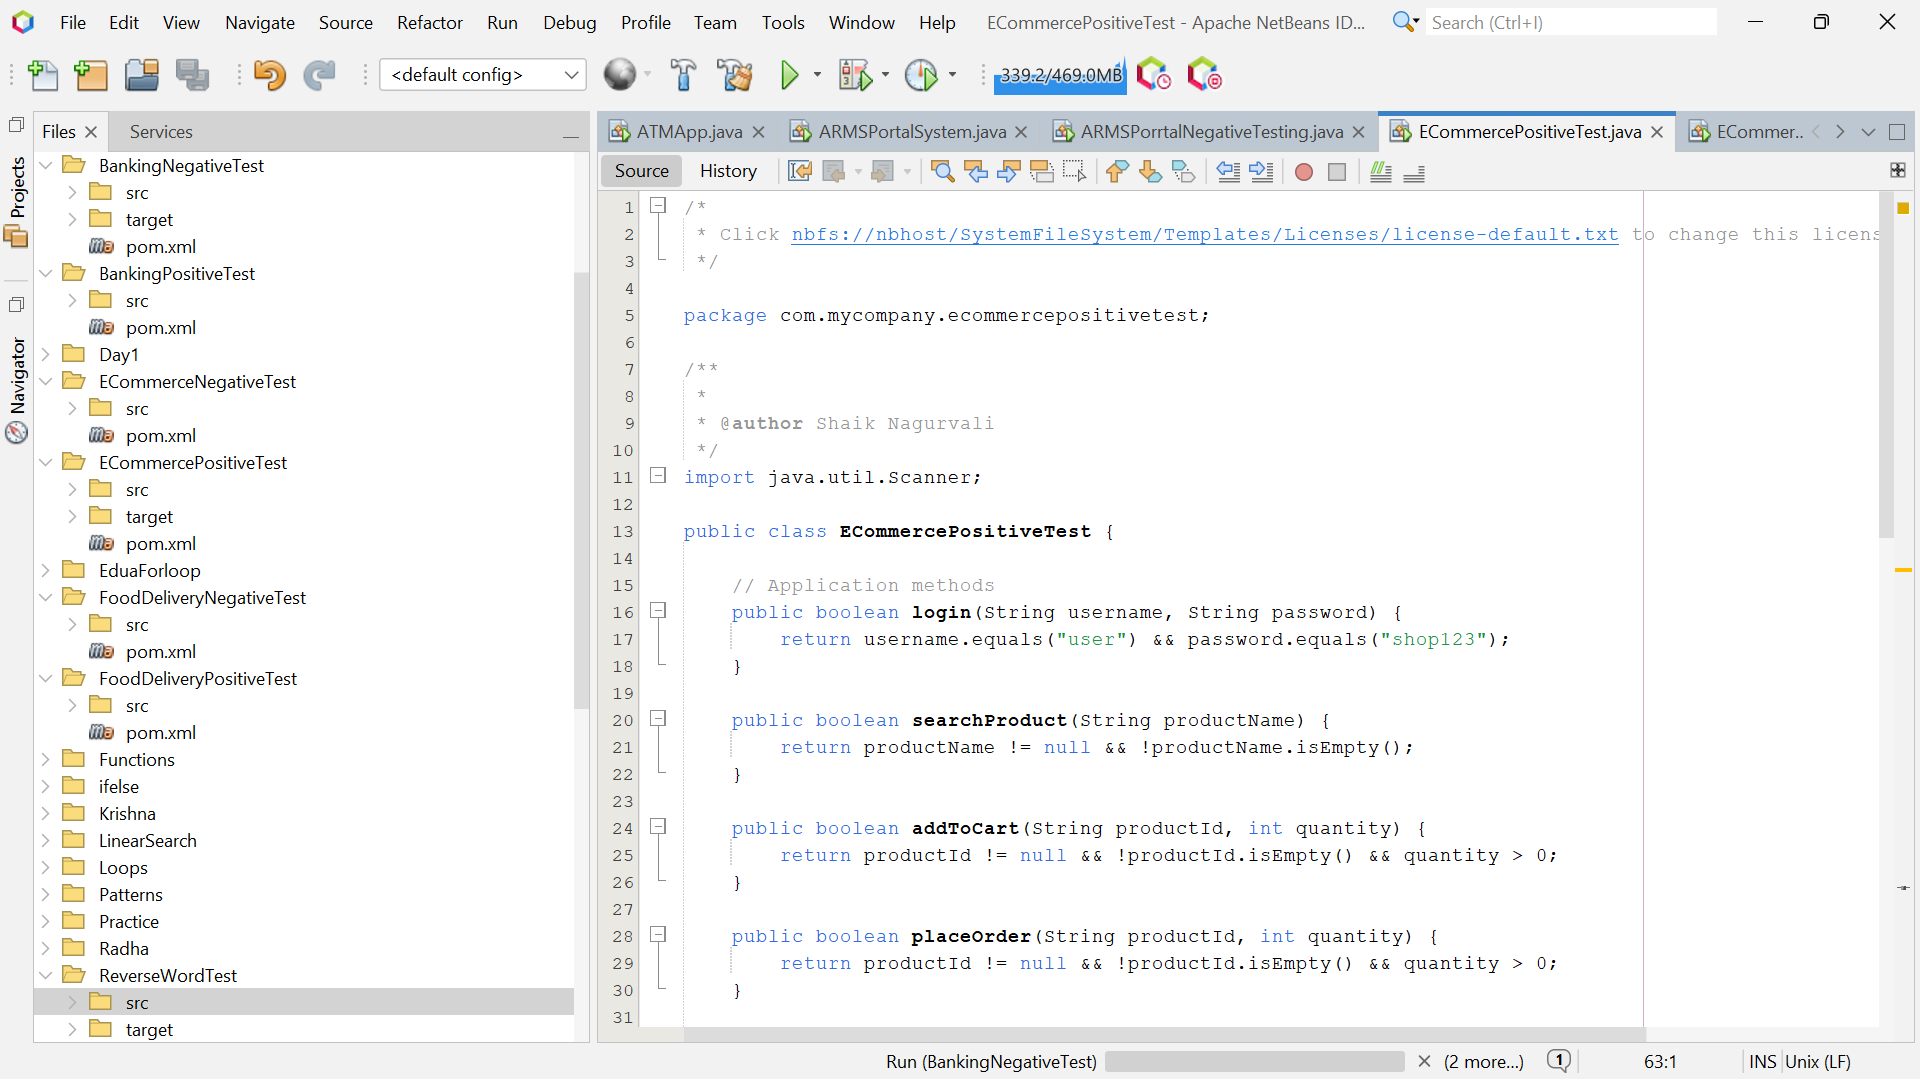 File Edit View Navigate Source Refactor Run Debug Profile Team Tools Window Help ECommercePositiveTest - Apache NetBeans ID... Search (Ctrl+I)
<default config> 339.2/469.0MB
Projects
Navigator
Files Services
BankingNegativeTest
src
target
pom.xml
BankingPositiveTest
src
pom.xml
Day1
ECommerceNegativeTest
src
pom.xml
ECommercePositiveTest
src
target
pom.xml
EduaForloop
FoodDeliveryNegativeTest
src
pom.xml
FoodDeliveryPositiveTest
src
pom.xml
Functions
ifelse
Krishna
LinearSearch
Loops
Patterns
Practice
Radha
ReverseWordTest
src
target
ATMApp.java ARMSPortalSystem.java ARMSPorrtalNegativeTesting.java ECommercePositiveTest.java ECommer..
Source History
1 /*
2 * Click nbfs://nbhost/SystemFileSystem/Templates/Licenses/license-default.txt to change this licens
3 */
4
5 package com.mycompany.ecommercepositivetest;
6
7 /**
8 *
9 * @author Shaik Nagurvali
10 */
11 import java.util.Scanner;
12
13 public class ECommercePositiveTest {
14
15 // Application methods
16 public boolean login(String username, String password) {
17 return username.equals("user") && password.equals("shop123");
18 }
19
20 public boolean searchProduct(String productName) {
21 return productName != null && !productName.isEmpty();
22 }
23
24 public boolean addToCart(String productId, int quantity) {
25 return productId != null && !productId.isEmpty() && quantity > 0;
26 }
27
28 public boolean placeOrder(String productId, int quantity) {
29 return productId != null && !productId.isEmpty() && quantity > 0;
30 }
31
Run (BankingNegativeTest) (2 more...) 1 63:1 INS Unix (LF)